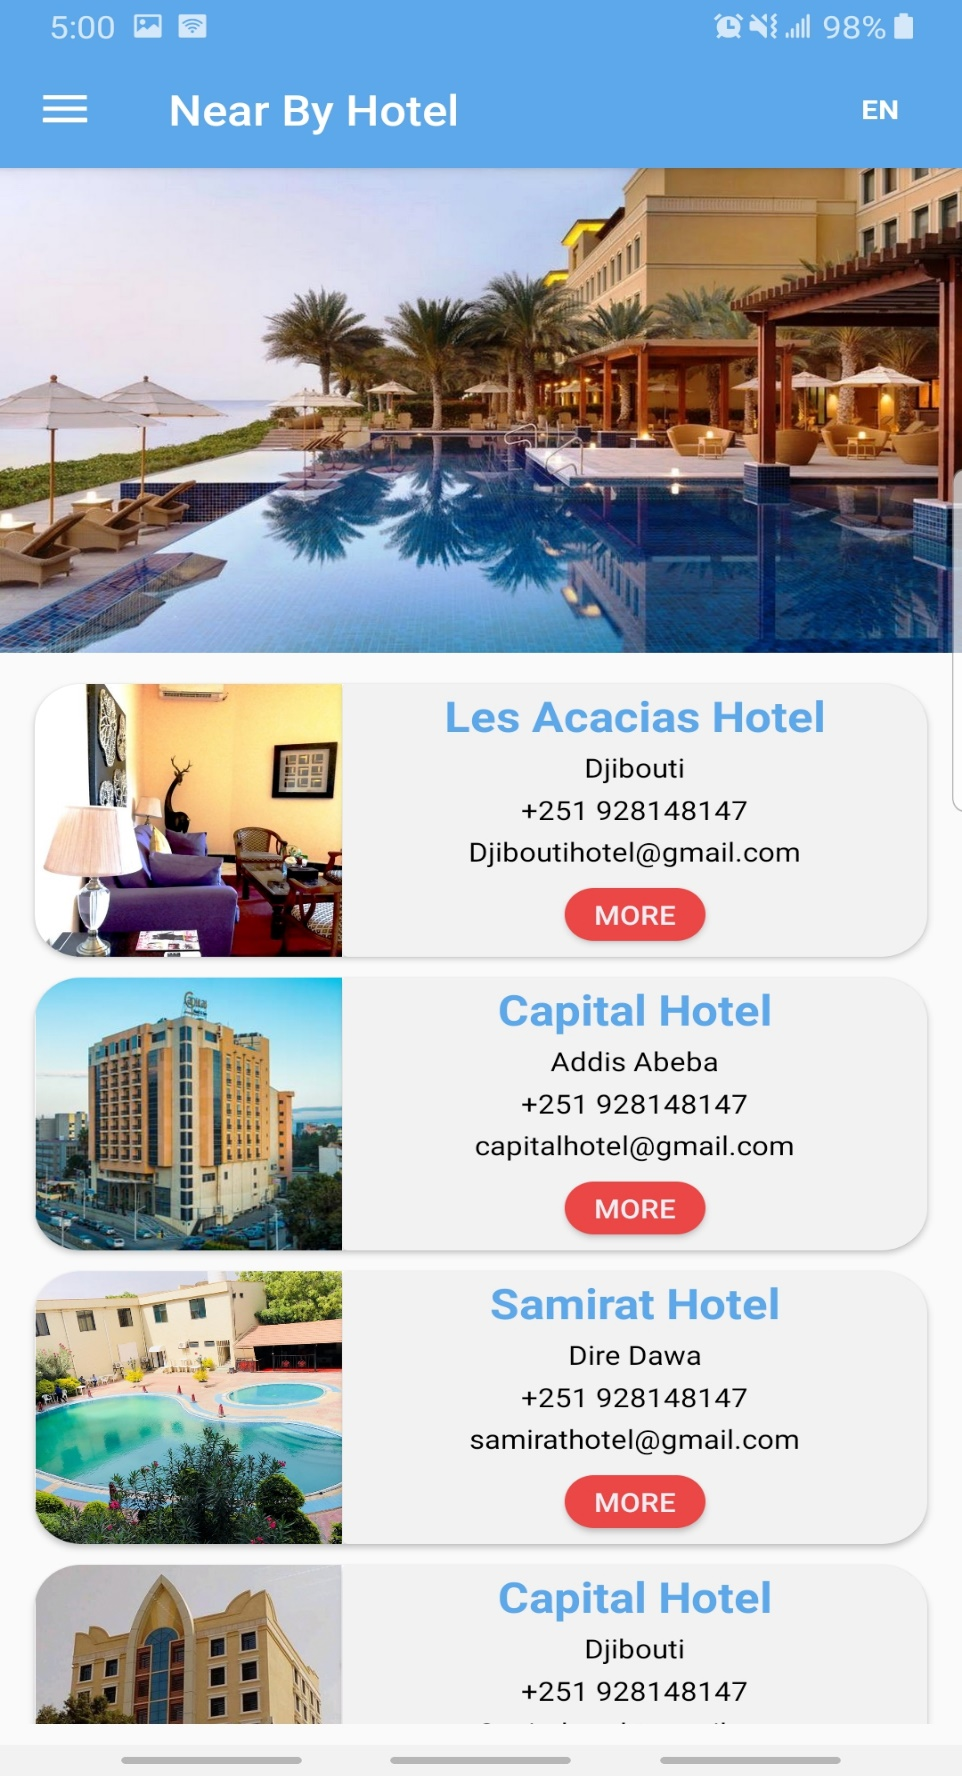 5:00
98%
Near By Hotel
EN
Les Acacias Hotel
Djibouti
+251 928148147
Djiboutihotel@gmail.com
MORE
Capital Hotel
Addis Abeba
+251 928148147
capitalhotel@gmail.com
MORE
Samirat Hotel
Dire Dawa
+251 928148147
samirathotel@gmail.com
MORE
Capital Hotel
Djibouti
+251 928148147